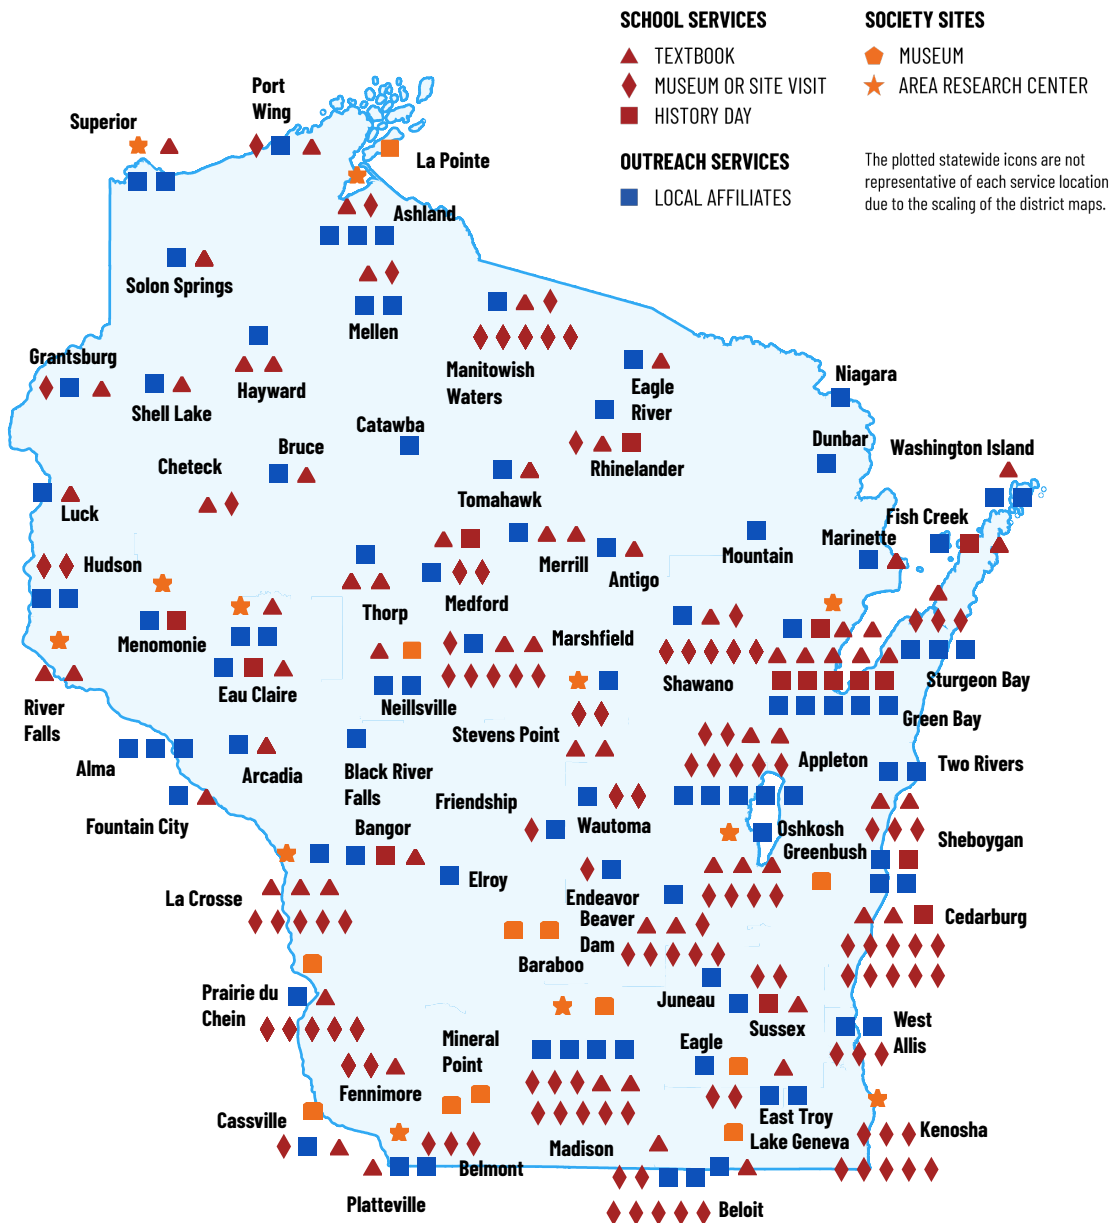 SCHOOL SERVICES
TEXTBOOK
MUSEUM OR SITE VISIT
HISTORY DAY
SOCIETY SITES
MUSEUM
AREA RESEARCH CENTER
OUTREACH SERVICES
LOCAL AFFILIATES
The plotted statewide icons are not
representative of each service location
due to the scaling of the district maps.
Port
Wing
Superior
La Pointe
Ashland
Solon Springs
Mellen
Grantsburg
Hayward
Manitowish
Waters
Shell Lake
Eagle
River
Niagara
Catawba
Bruce
Dunbar
Washington Island
Cheteck
Rhinelander
Tomahawk
Luck
Fish Creek
Marinette
Mountain
Hudson
Merrill
Antigo
Medford
Thorp
Menomonie
Marshfield
Shawano
Sturgeon Bay
Eau Claire
Neillsville
River
Falls
Green Bay
Stevens Point
Appleton
Two Rivers
Alma
Arcadia
Black River
Falls
Friendship
Fountain City
Bangor
Wautoma
Oshkosh
Greenbush
Sheboygan
Elroy
La Crosse
Endeavor
Beaver
Dam
Cedarburg
Baraboo
Prairie du
Chein
Juneau
Sussex
West
Allis
Mineral
Point
Eagle
Fennimore
Cassville
East Troy
Lake Geneva
Kenosha
Madison
Belmont
Platteville
Beloit